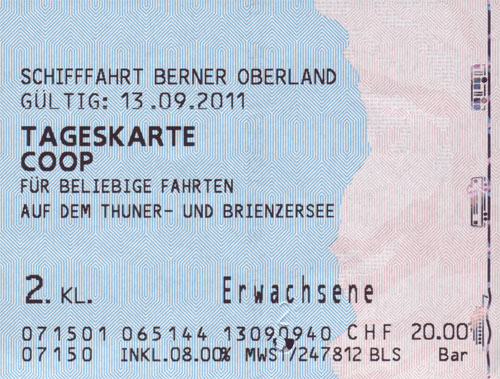 SCHIFFFAHRT BERNER OBERLAND
GÜLTIG: 13.09.2011
TAGESKARTE
COOP
FÜR BELIEBIGE FAHRTEN
AUF DEM THUNER- UND BRIENZERSEE
2. KL. Erwachsene
071501 065144 13090940 CHF 20.00
07150 INKL.08.00% MWST/247812 BLS Bar